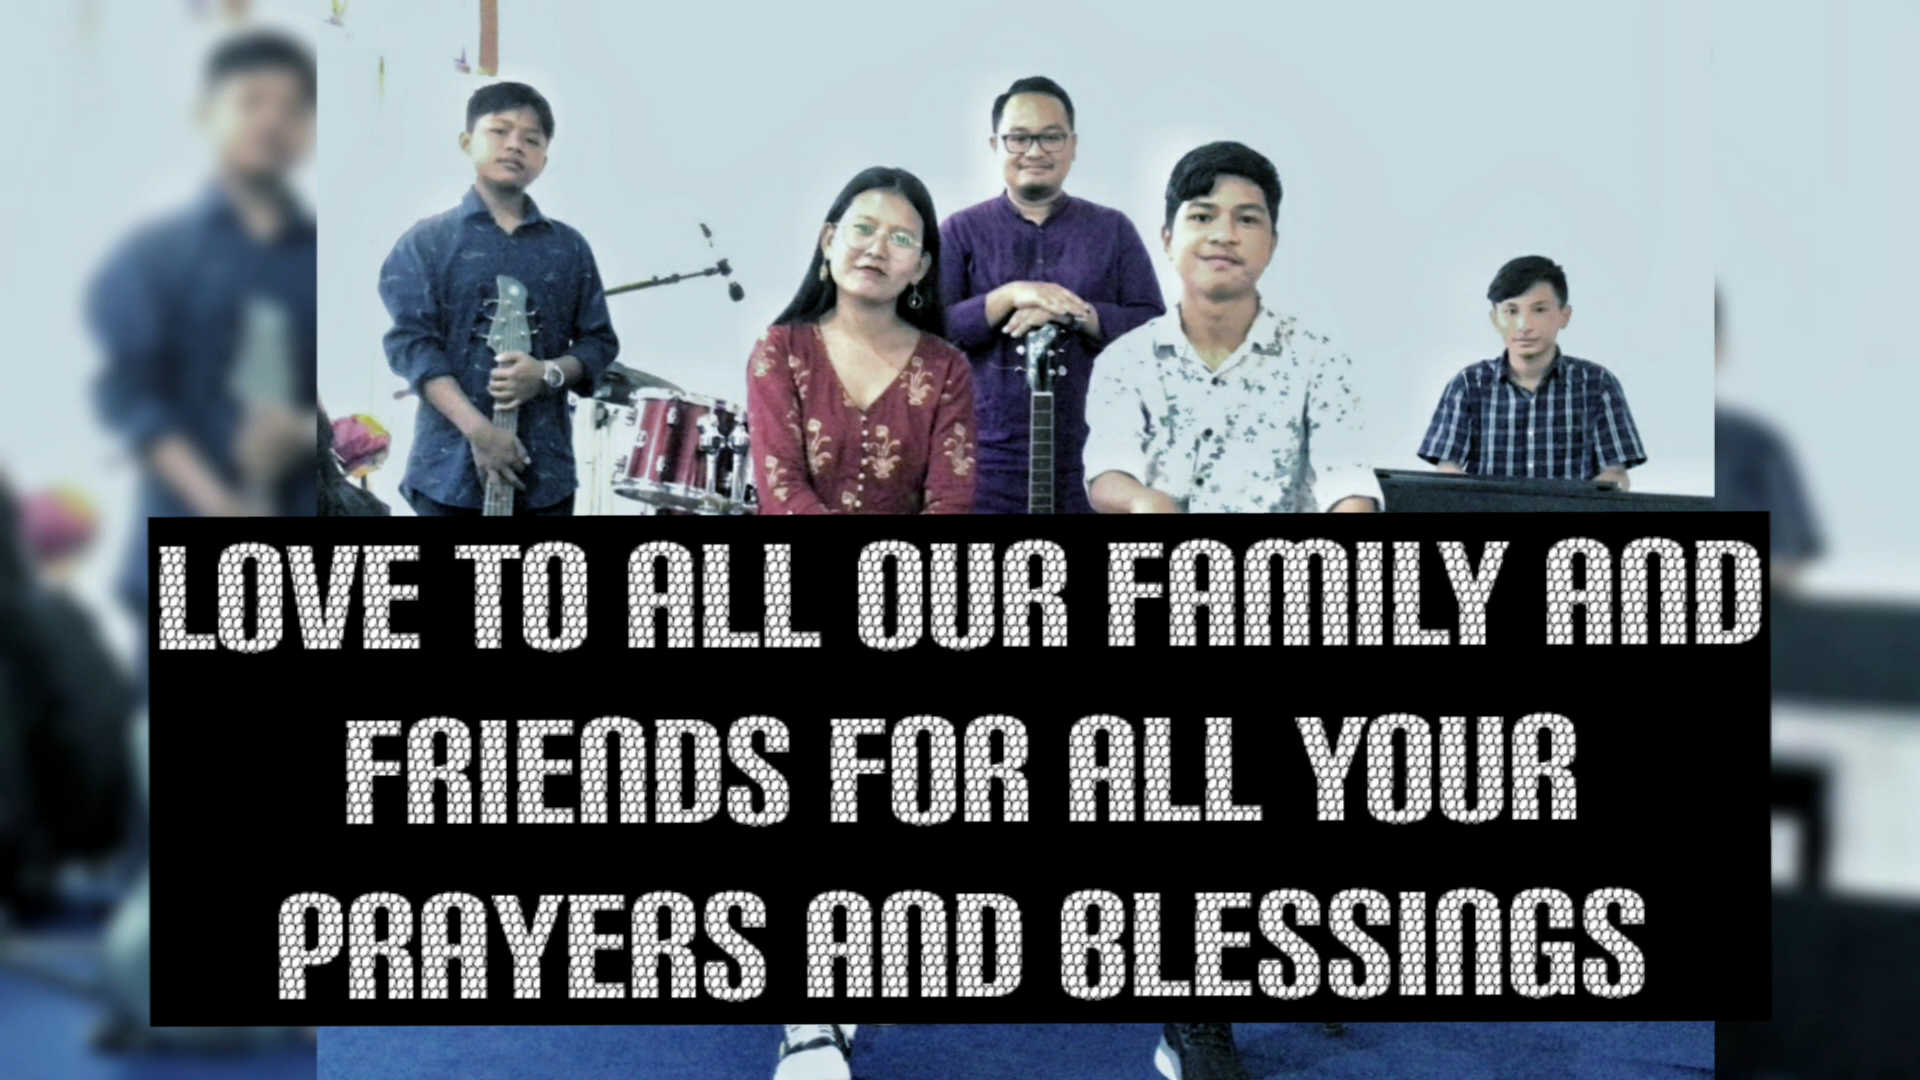 LOVE TO ALL OUR FAMILY AND
FRIENDS FOR ALL YOUR
PRAYERS AND BLESSINGS